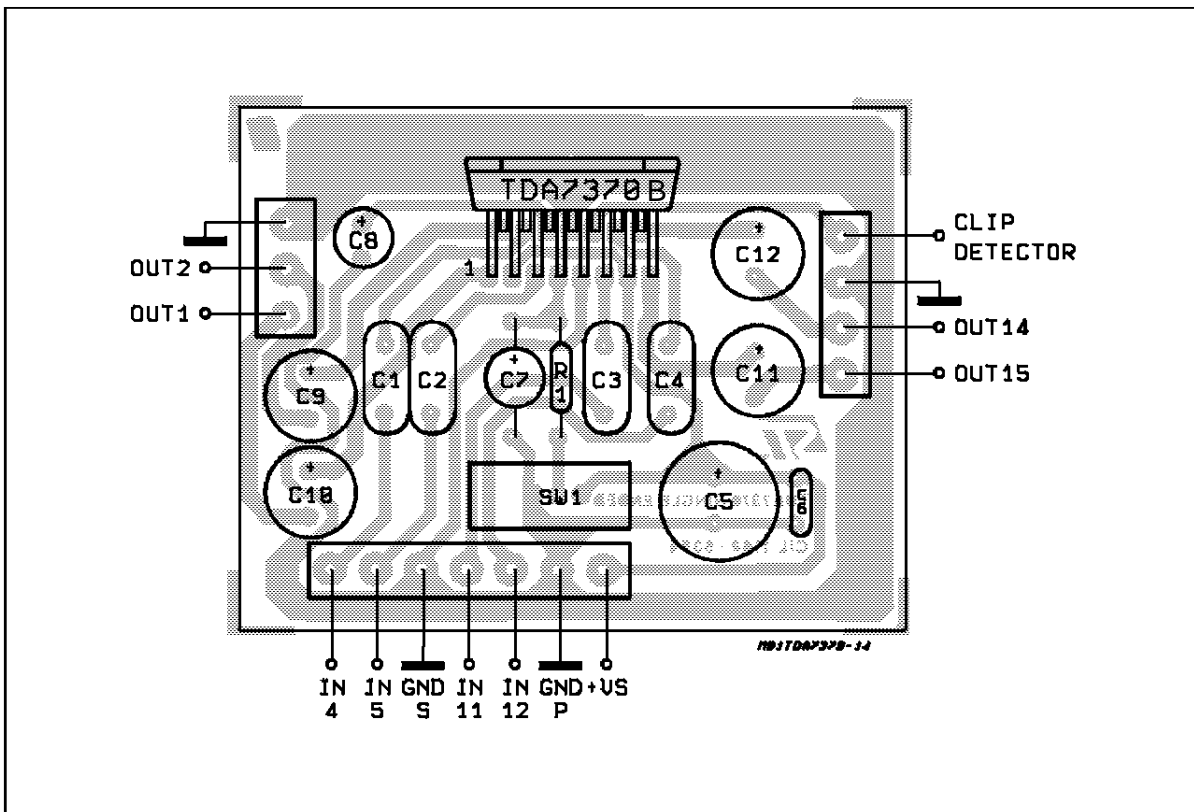 TDA7370B
1
C8
C12
CLIP
DETECTOR
OUT2
OUT1
OUT14
OUT15
C9
C1
C2
C7
R1
C3
C4
C11
C10
SW1
C5
C6
IN
4
IN
5
GND
S
IN
11
IN
12
GND
P
+VS